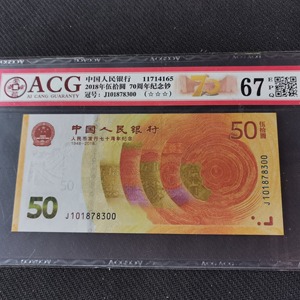 ACG
AI CANG·GUARANTY
中国人民银行 11714165
2018年伍拾圆 70周年纪念钞
冠号: J101878300 (☆☆☆)
70
67 EPQ
中国人民银行
人民币发行七十周年纪念
1948-2018
50
伍拾圆
50
J101878300